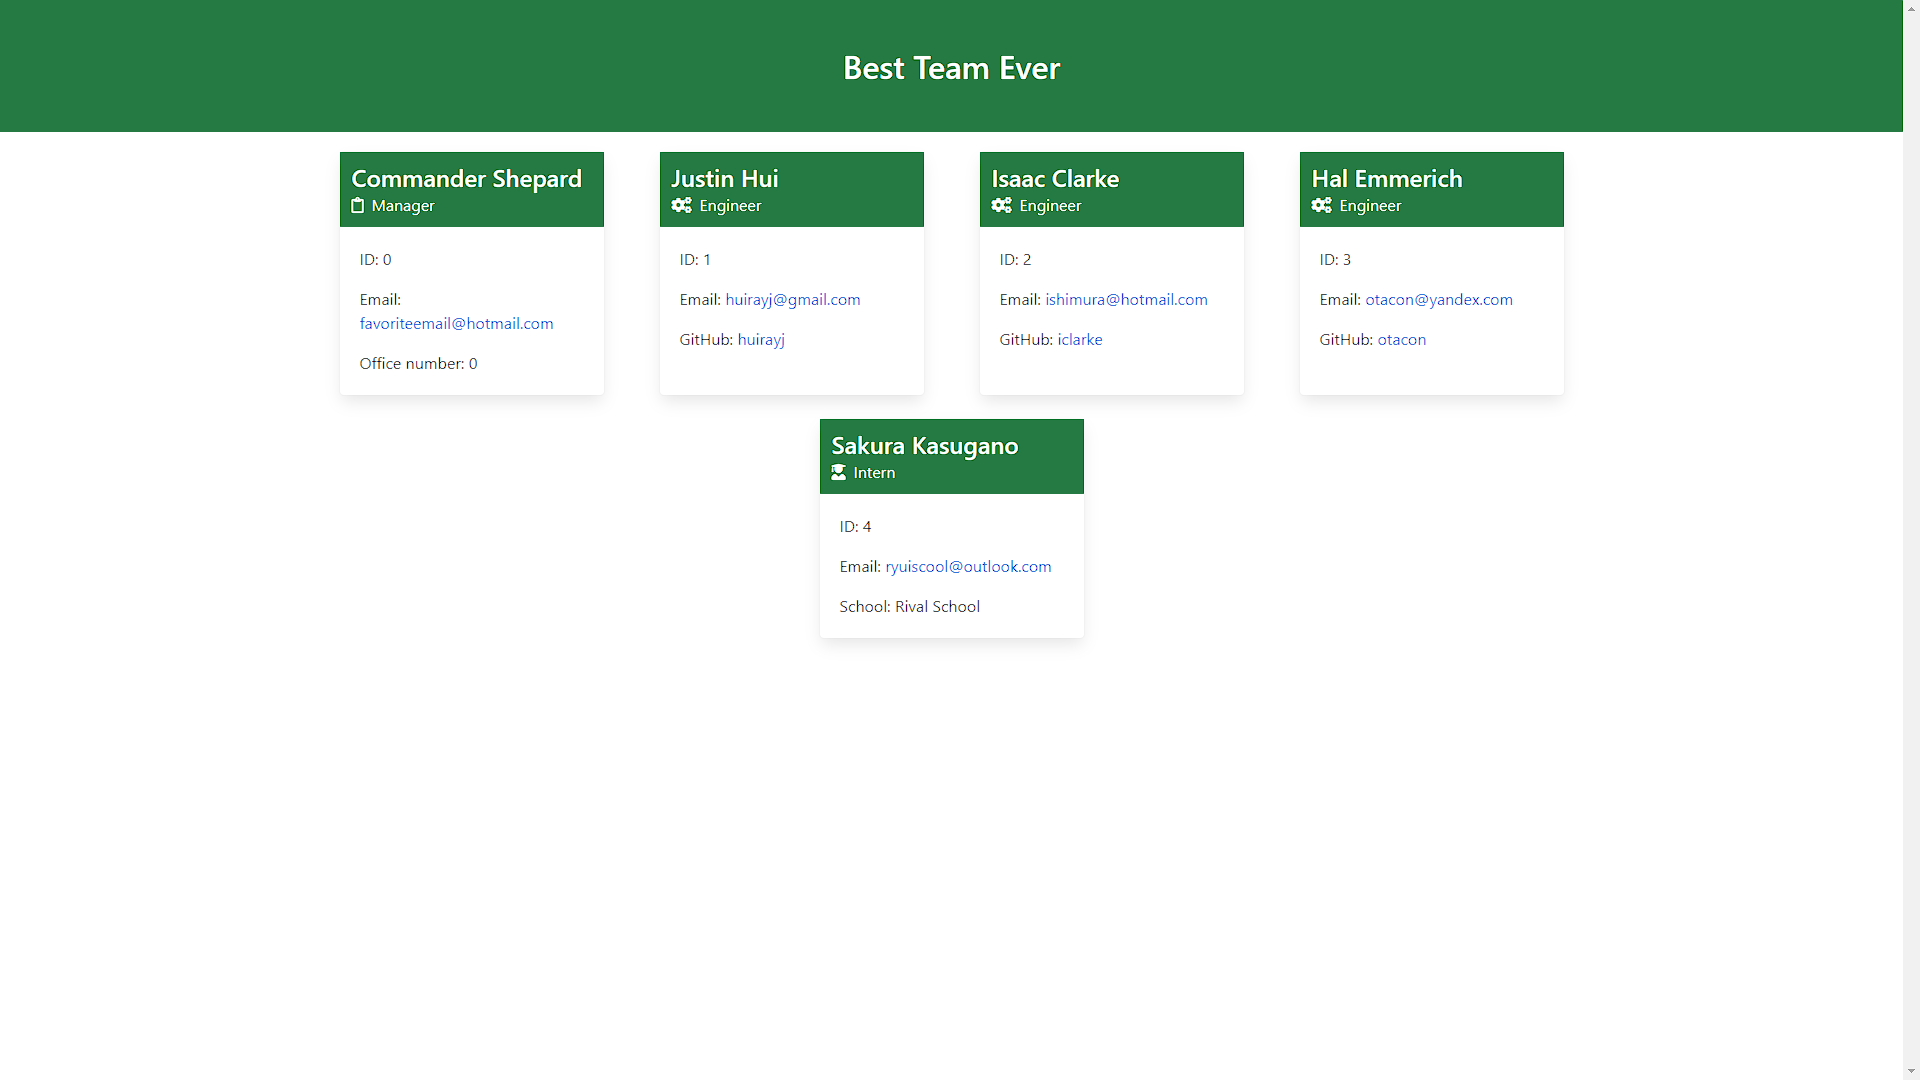 Best Team Ever
Commander Shepard
Manager
ID: 0
Email:
favoriteemail@hotmail.com
Office number: 0
Justin Hui
Engineer
ID: 1
Email: huirayj@gmail.com
GitHub: huirayj
Isaac Clarke
Engineer
ID: 2
Email: ishimura@hotmail.com
GitHub: iclarke
Hal Emmerich
Engineer
ID: 3
Email: otacon@yandex.com
GitHub: otacon
Sakura Kasugano
Intern
ID: 4
Email: ryuiscool@outlook.com
School: Rival School